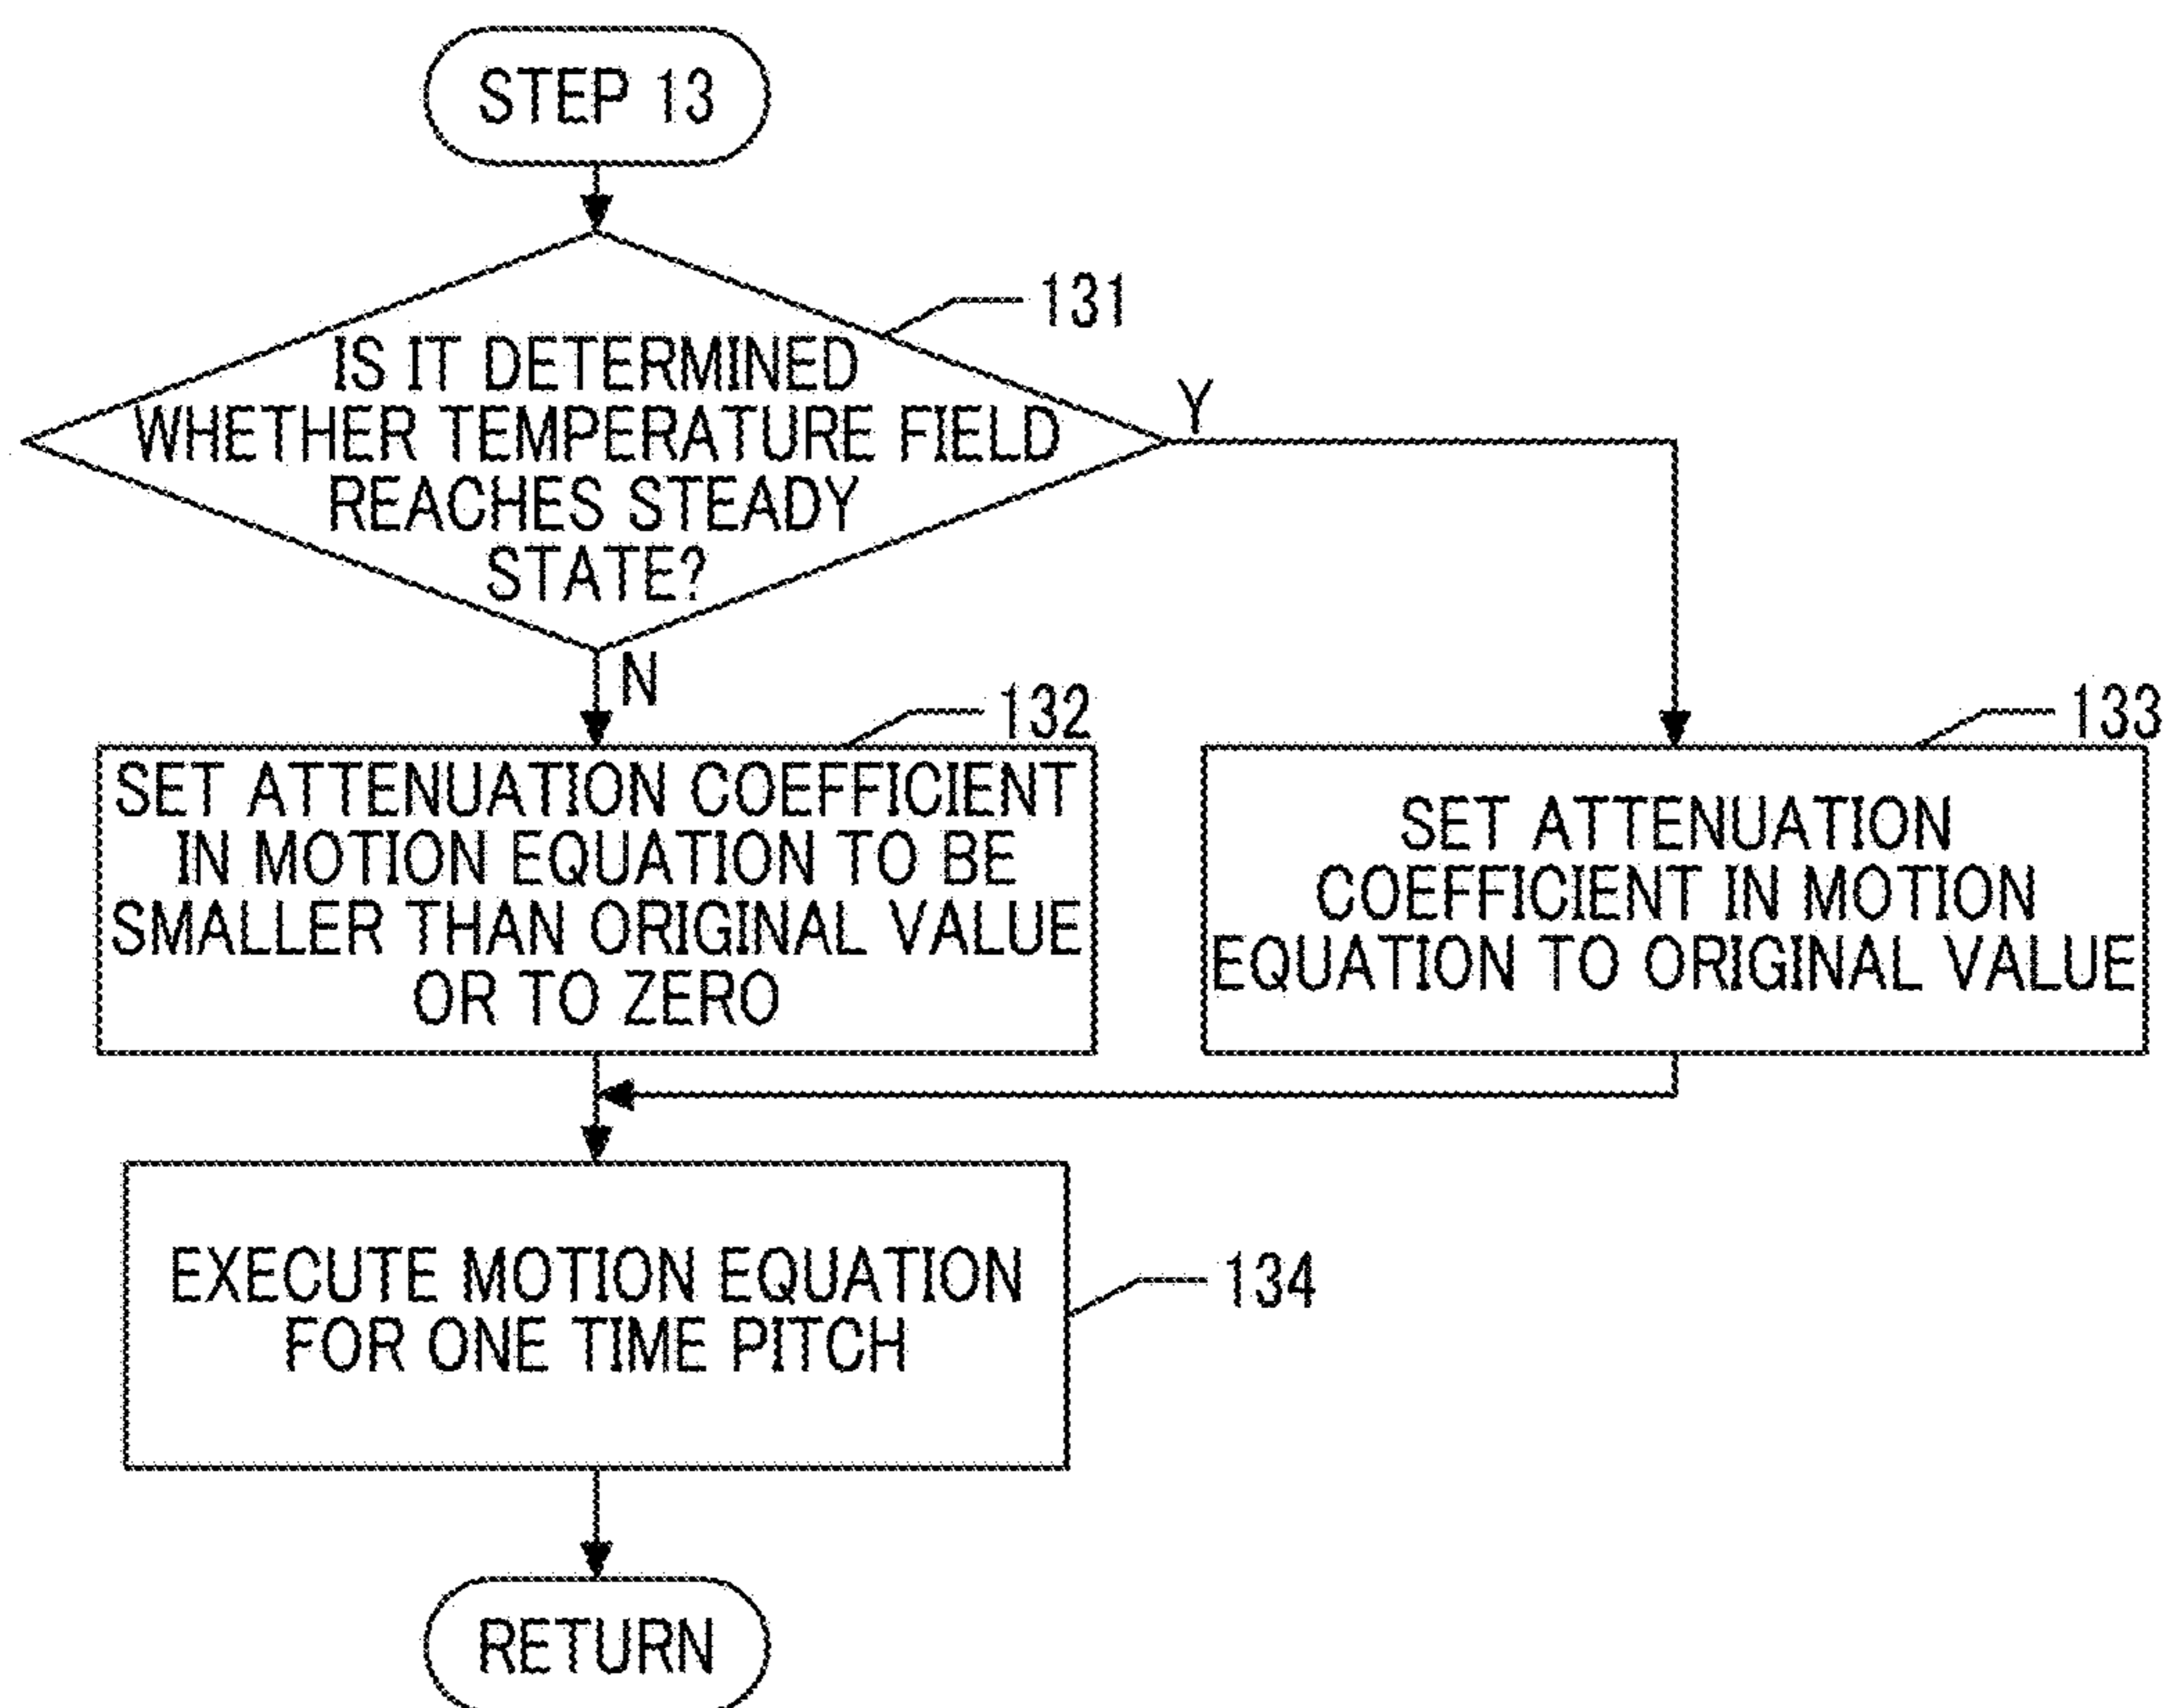 STEP 13
131
IS IT DETERMINED
WHETHER TEMPERATURE FIELD
REACHES STEADY
STATE?
Y
N
132
SET ATTENUATION COEFFICIENT
IN MOTION EQUATION TO BE
SMALLER THAN ORIGINAL VALUE
OR TO ZERO
133
SET ATTENUATION
COEFFICIENT IN MOTION
EQUATION TO ORIGINAL VALUE
EXECUTE MOTION EQUATION
FOR ONE TIME PITCH
134
RETURN